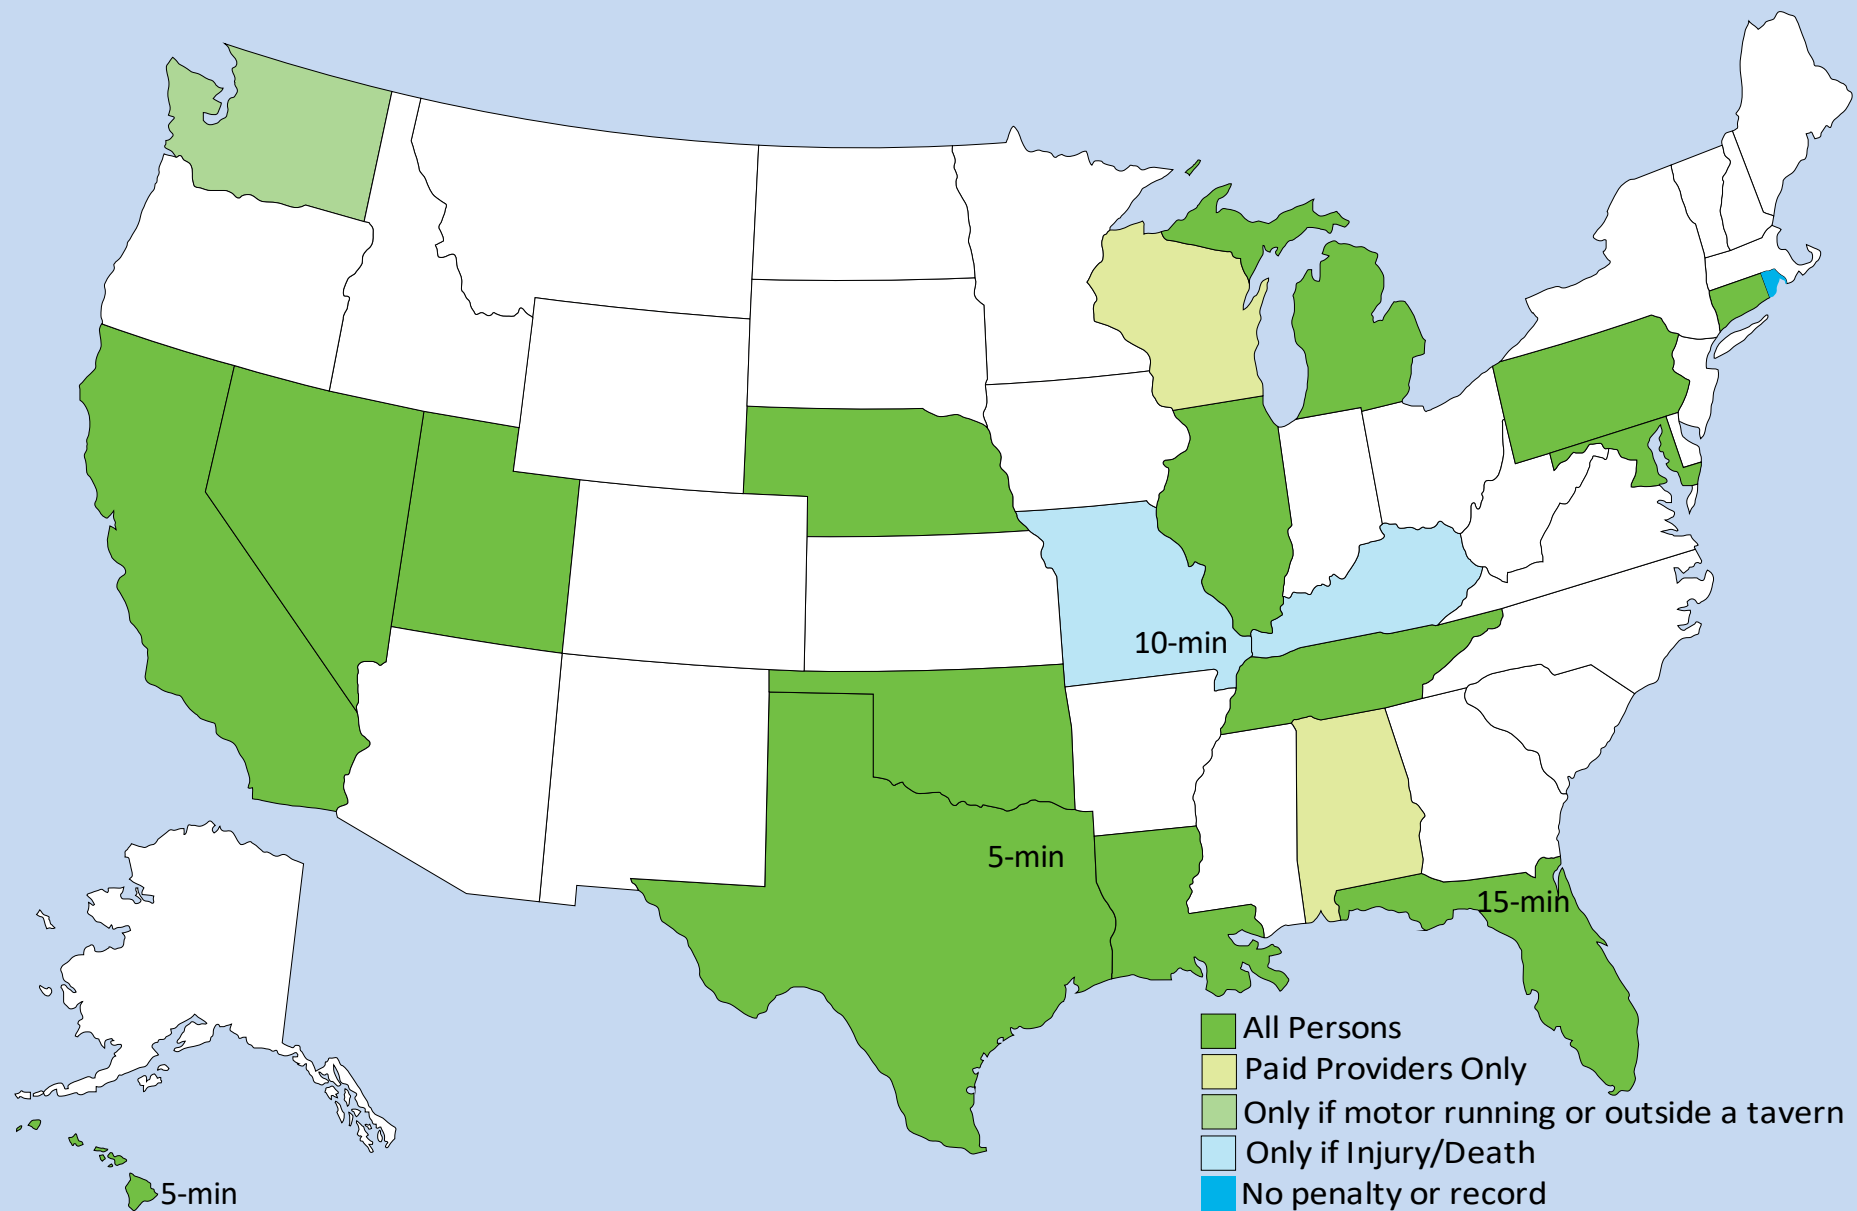 10-min
5-min
15-min
All Persons
Paid Providers Only
Only if motor running or outside a tavern
Only if Injury/Death
No penalty or record
5-min